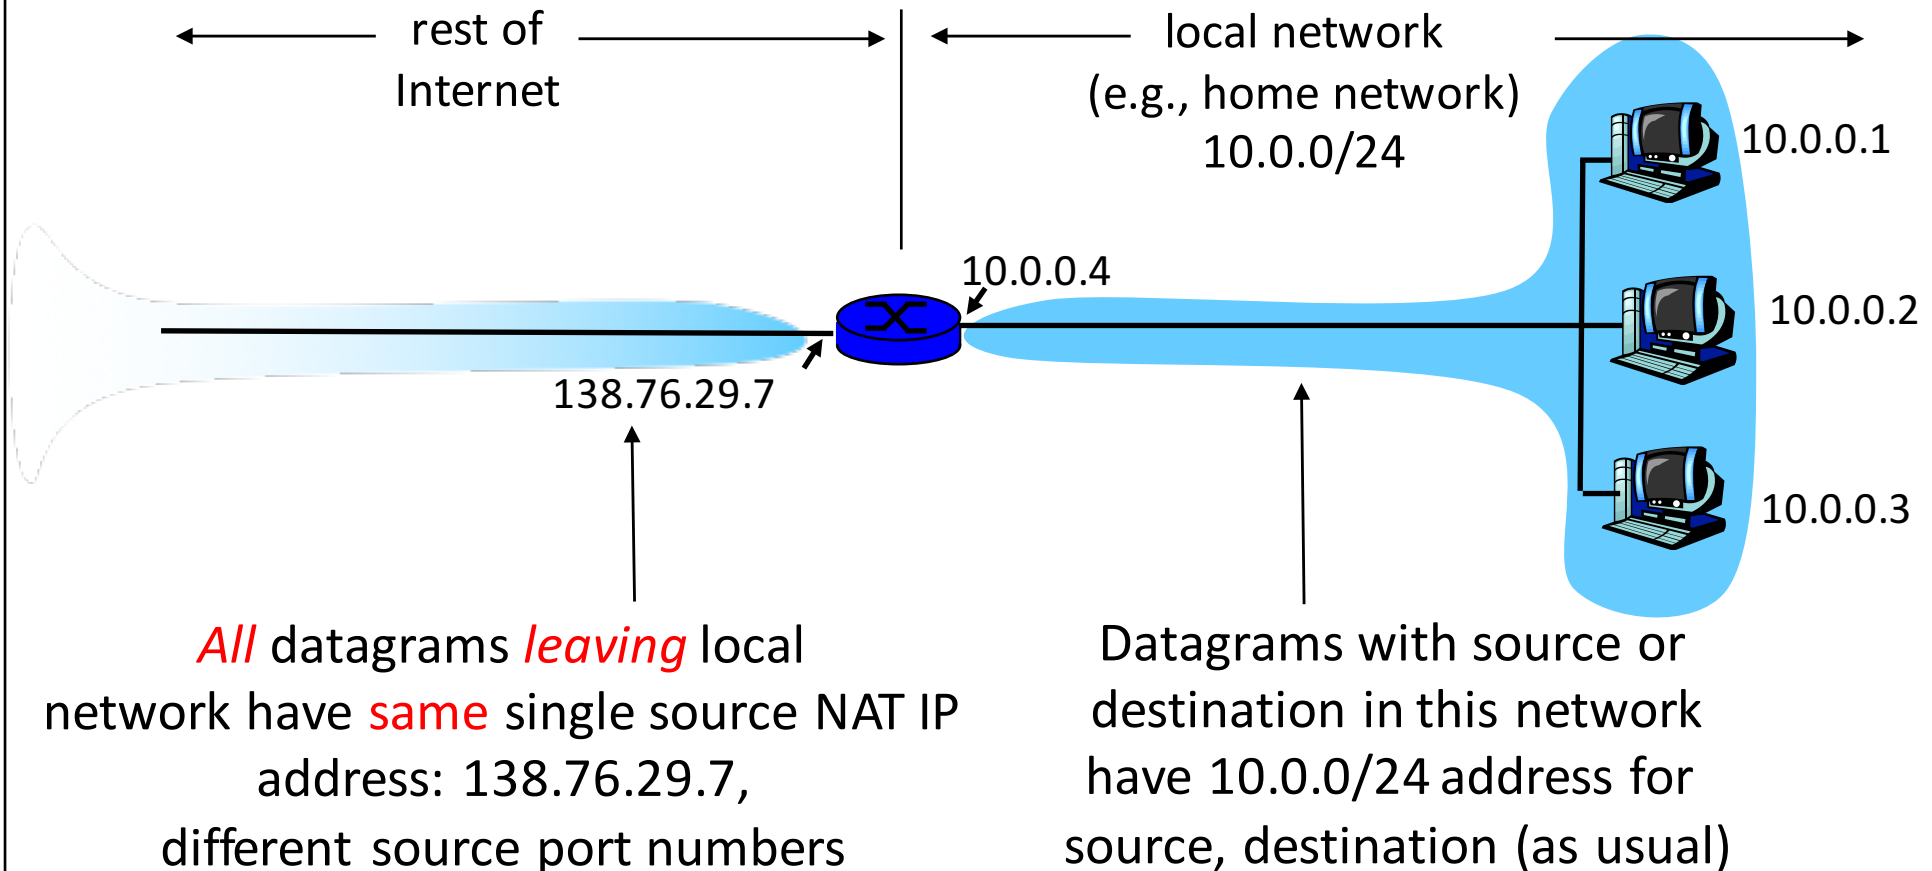 rest of
Internet
local network
(e.g., home network)
10.0.0/24
10.0.0.1
10.0.0.4
10.0.0.2
138.76.29.7
10.0.0.3
All datagrams leaving local
network have same single source NAT IP
address: 138.76.29.7,
different source port numbers
Datagrams with source or
destination in this network
have 10.0.0/24 address for
source, destination (as usual)